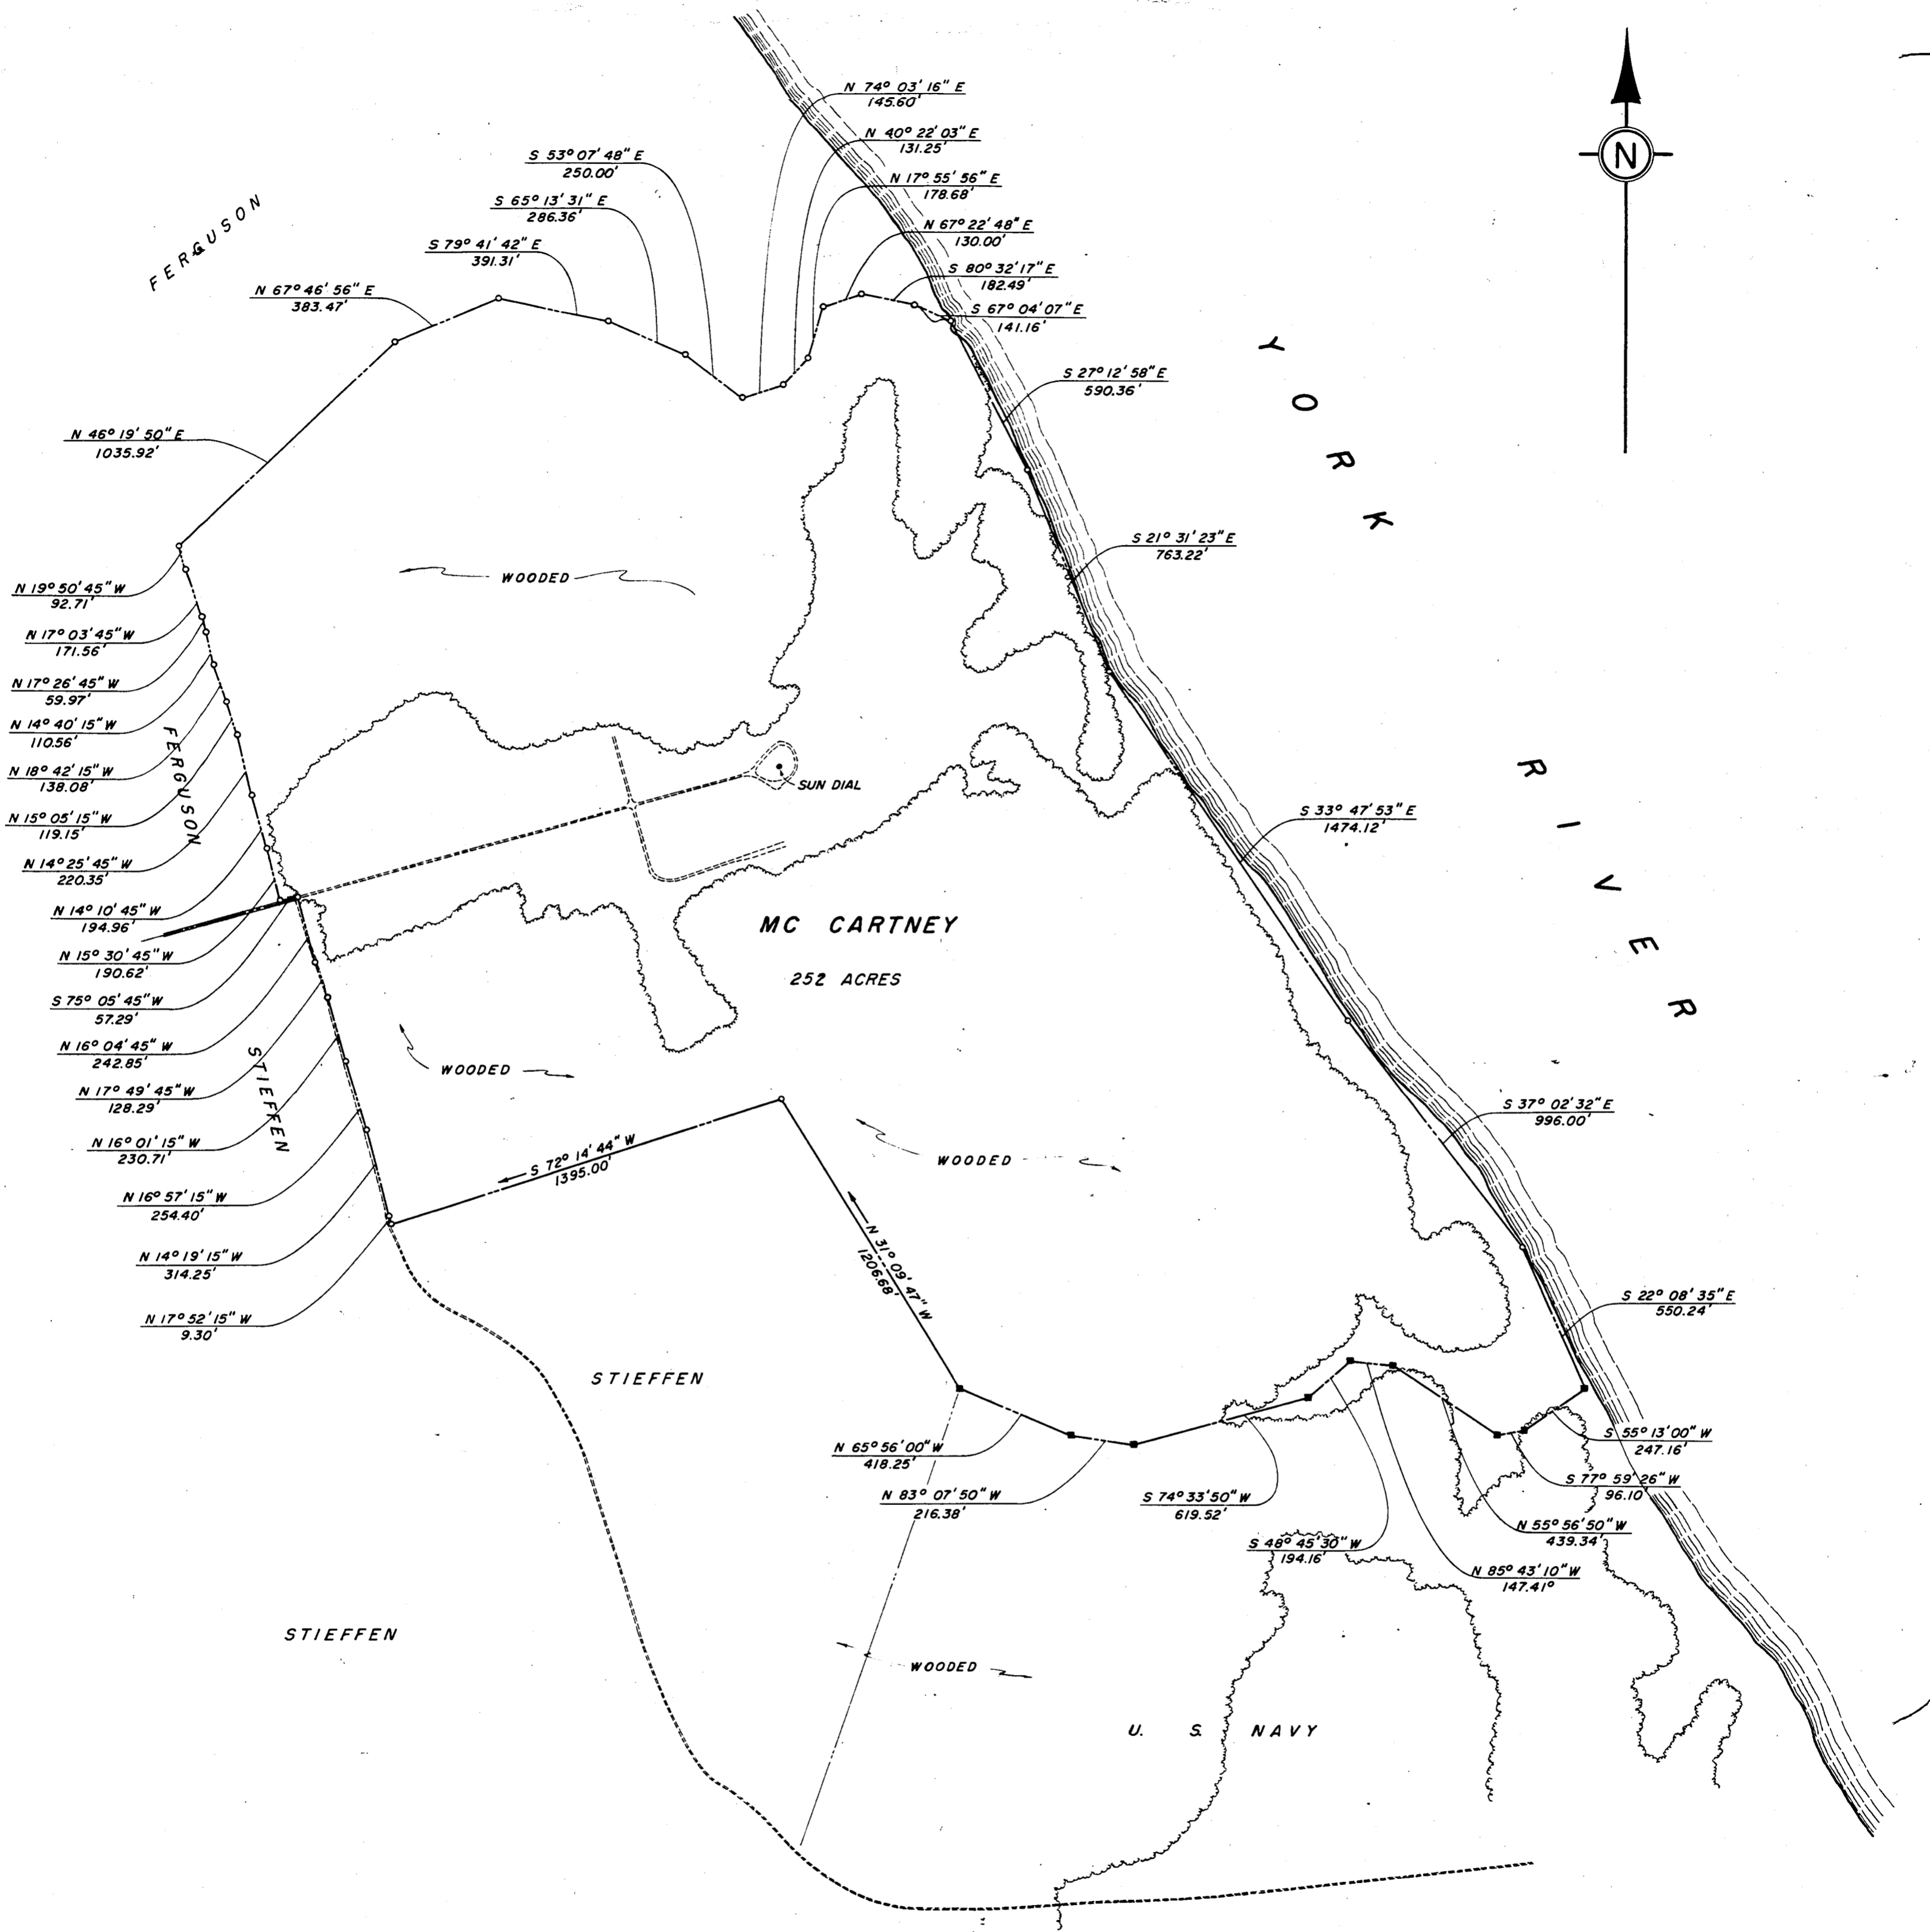 N 74° 03' 16" E
145.60'
N 40° 22' 03" E
131.25'
N 17° 55' 56" E
178.68'
N 67° 22' 48" E
130.00'
S 80° 32' 17" E
182.49'
S 67° 04' 07" E
141.16'
S 53° 07' 48" E
250.00'
S 65° 13' 31" E
286.36'
S 79° 41' 42" E
391.31'
N 67° 46' 56" E
383.47'
N 46° 19' 50" E
1035.92'
FERGUSON
N
YORK
RIVER
S 27° 12' 58" E
590.36'
S 21° 31' 23" E
763.22'
S 33° 47' 53" E
1474.12'
S 37° 02' 32" E
996.00'
S 22° 08' 35" E
550.24'
WOODED
N 19° 50' 45" W
92.71'
N 17° 03' 45" W
171.56'
N 17° 26' 45" W
59.97'
N 14° 40' 15" W
110.56'
N 18° 42' 15" W
138.08'
N 15° 05' 15" W
119.15'
N 14° 25' 45" W
220.35'
N 14° 10' 45" W
194.96'
N 15° 30' 45" W
190.62'
S 75° 05' 45" W
57.29'
N 16° 04' 45" W
242.85'
N 17° 49' 45" W
128.29'
N 16° 01' 15" W
230.71'
N 16° 57' 15" W
254.40'
N 14° 19' 15" W
314.25'
N 17° 52' 15" W
9.30'
FERGUSON
STIEFFEN
SUN DIAL
MC CARTNEY
252 ACRES
WOODED
WOODED
S 72° 14' 44" W
1395.00'
N 31° 09' 47" W
1206.68'
STIEFFEN
N 65° 56' 00" W
418.25'
N 83° 07' 50" W
216.38'
S 74° 33' 50" W
619.52'
S 48° 45' 30" W
194.16'
N 85° 43' 10" W
147.41°
N 55° 56' 50" W
439.34'
S 77° 59' 26" W
96.10'
S 55° 13' 00" W
247.16'
STIEFFEN
WOODED
U. S. NAVY